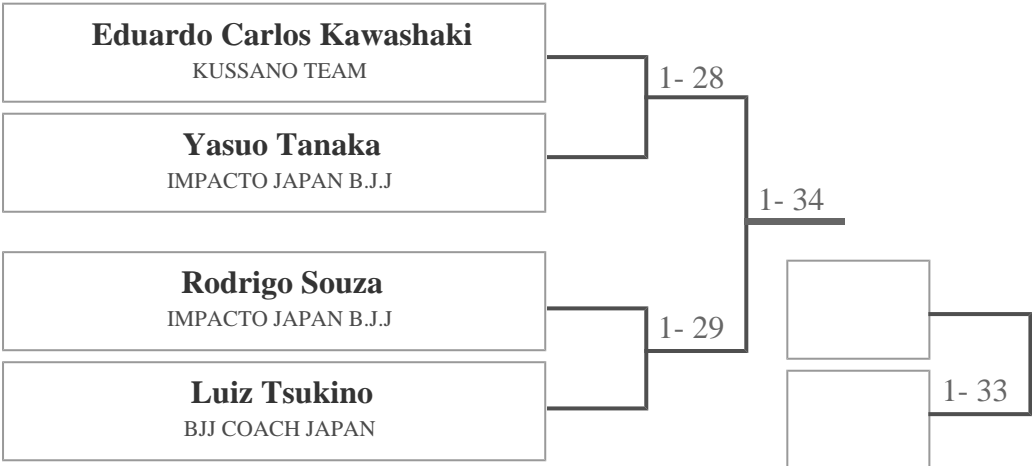 Eduardo Carlos Kawashaki
KUSSANO TEAM
1- 28
Yasuo Tanaka
IMPACTO JAPAN B.J.J
1- 34
Rodrigo Souza
IMPACTO JAPAN B.J.J
1- 29
Luiz Tsukino
BJJ COACH JAPAN
1- 33